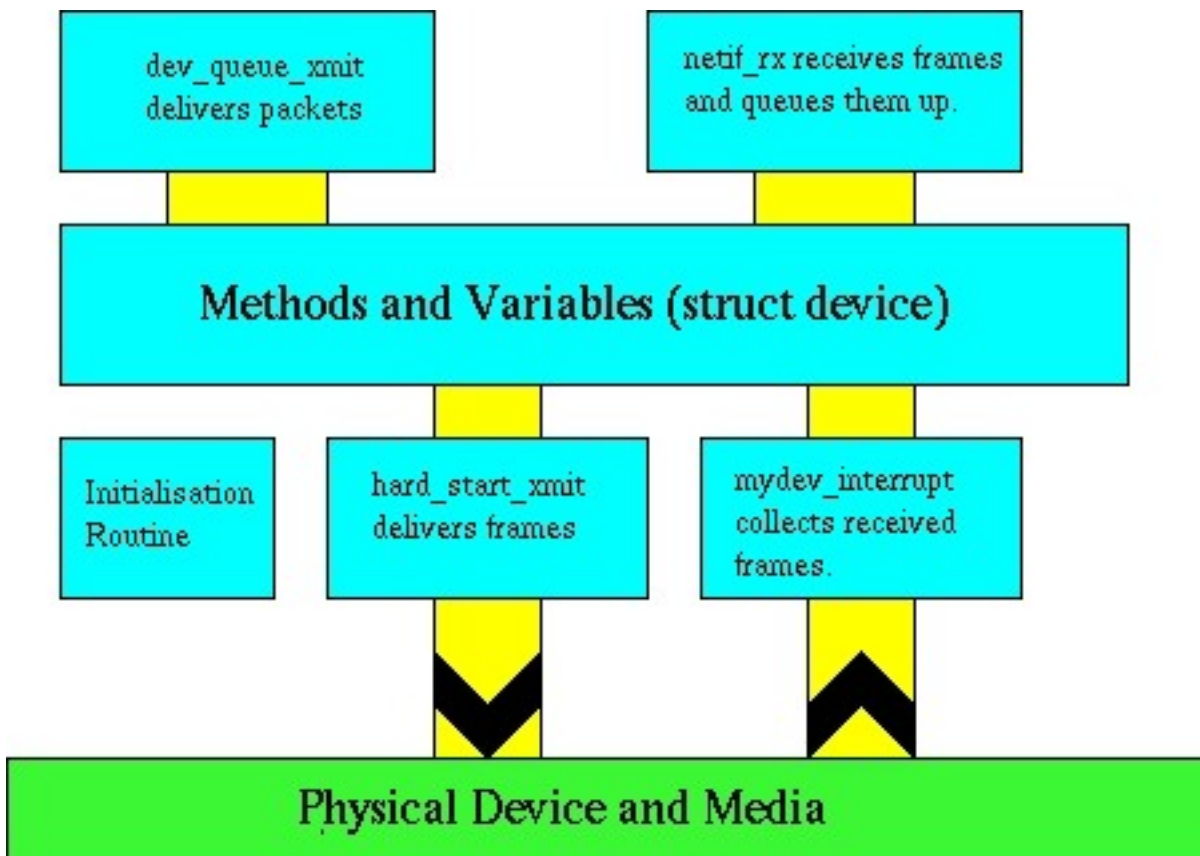 dev_queue_xmit
delivers packets
netif_rx receives frames
and queues them up.
Methods and Variables (struct device)
Initialisation
Routine
hard_start_xmit
delivers frames
mydev_interrupt
collects received
frames.
Physical Device and Media